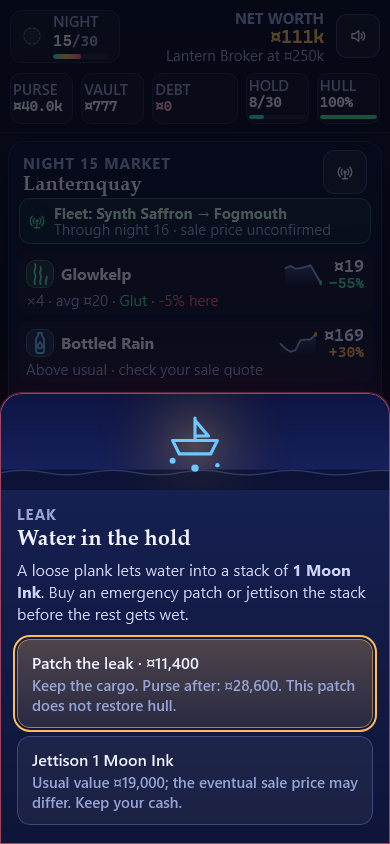 NIGHT
15/30
NET WORTH
¤111k
Lantern Broker at ¤250k
PURSE
¤40.0k
VAULT
¤777
DEBT
¤0
HOLD
8/30
HULL
100%
NIGHT 15 MARKET
Lanternquay
Fleet: Synth Saffron → Fogmouth
Through night 16 · sale price unconfirmed
Glowkelp
¤19
-55%
×4 · avg ¤20 · Glut · -5% here
Bottled Rain
¤169
+30%
Above usual · check your sale quote
LEAK
Water in the hold
A loose plank lets water into a stack of 1 Moon
Ink. Buy an emergency patch or jettison the stack
before the rest gets wet.
Patch the leak · ¤11,400
Keep the cargo. Purse after: ¤28,600. This patch
does not restore hull.
Jettison 1 Moon Ink
Usual value ¤19,000; the eventual sale price may
differ. Keep your cash.